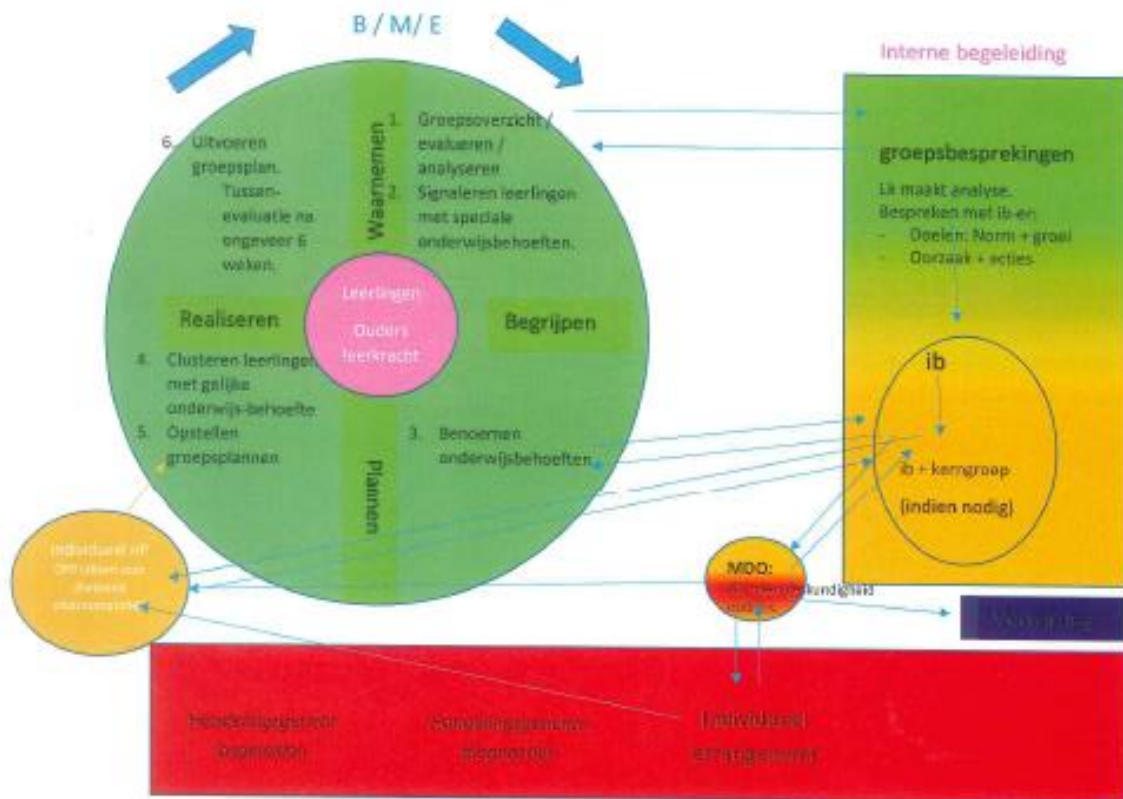 B / M/ E
Interne begeleiding
Waarnemen
1. Groepsoverzicht /
evalueren /
analyseren
2. Signaleren leerlingen
met speciale
onderwijsbehoeften.
6. Uitvoeren
groepsplan.
Tussen-
evaluatie na
ongeveer 6
weken.
Leerlingen
Ouders
leerkracht
Realiseren
Begrijpen
4. Clusteren leerlingen
met gelijke
onderwijs-behoefte
5. Opstellen
groepsplannen
3. Benoemen
onderwijsbehoeften
Plannen
groepsbesprekingen
Lk maakt analyse.
Bespreken met ib-er:
- Doelen: Norm + groei
- Oorzaak + acties
ib
ib + kerngroep
(indien nodig)
Individueel
MDO:
Individueel
arrangement